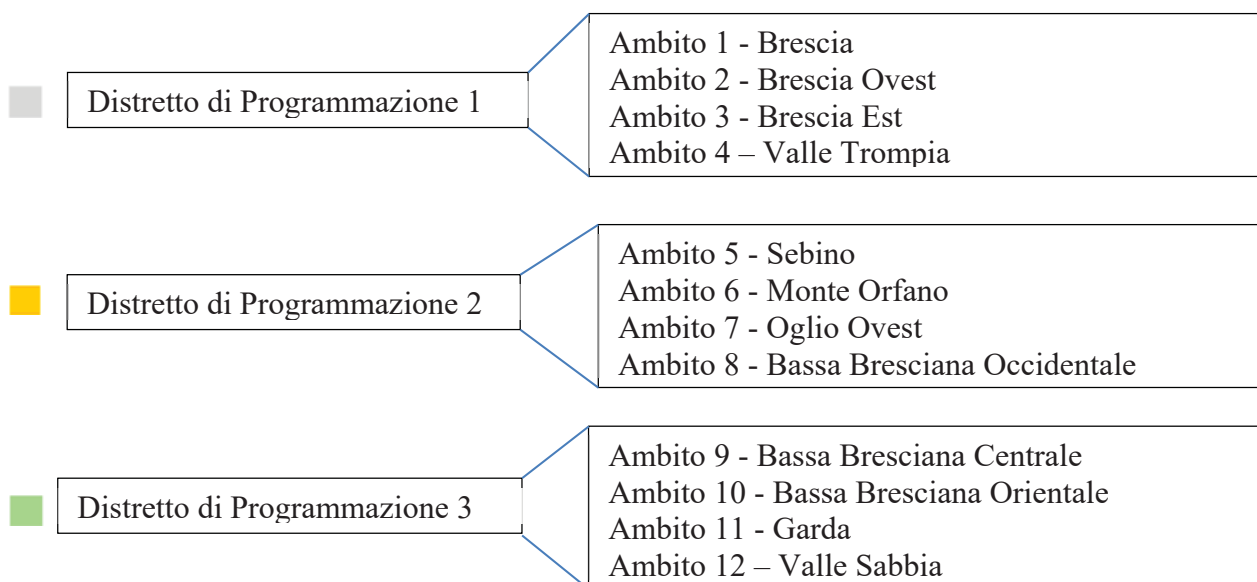 Distretto di Programmazione 1
Ambito 1 - Brescia
Ambito 2 - Brescia Ovest
Ambito 3 - Brescia Est
Ambito 4 – Valle Trompia
Distretto di Programmazione 2
Ambito 5 - Sebino
Ambito 6 - Monte Orfano
Ambito 7 - Oglio Ovest
Ambito 8 - Bassa Bresciana Occidentale
Distretto di Programmazione 3
Ambito 9 - Bassa Bresciana Centrale
Ambito 10 - Bassa Bresciana Orientale
Ambito 11 - Garda
Ambito 12 – Valle Sabbia